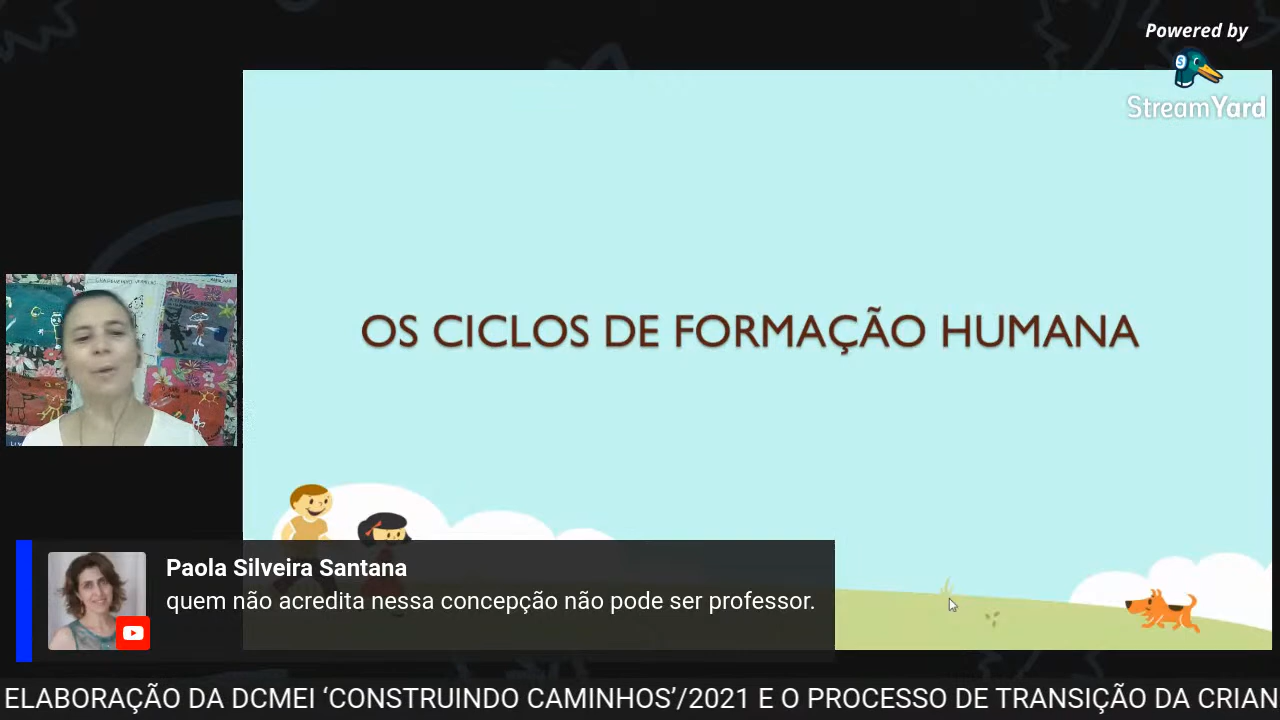 Powered by
StreamYard
OS CICLOS DE FORMAÇÃO HUMANA
Paola Silveira Santana
quem não acredita nessa concepção não pode ser professor.
ELABORAÇÃO DA DCMEI ‘CONSTRUINDO CAMINHOS’/2021 E O PROCESSO DE TRANSIÇÃO DA CRIAN